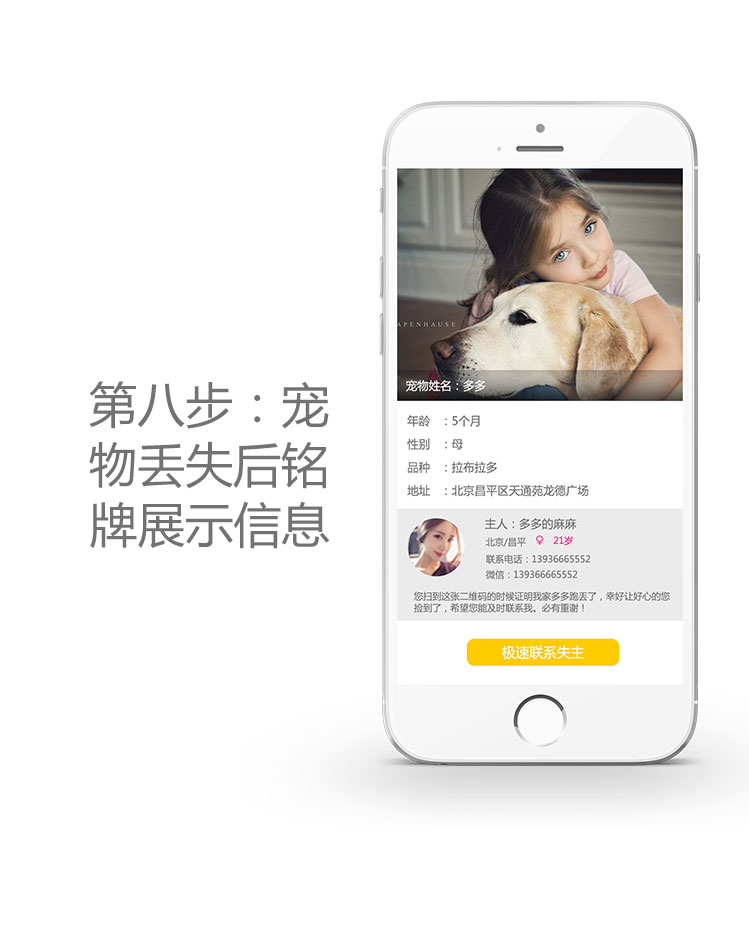 第八步：宠
物丢失后铭
牌展示信息
APENHAUSE
宠物姓名：多多
年龄 ：5个月
性别 ：母
品种 ：拉布拉多
地址 ：北京昌平区天通苑龙德广场
主人：多多的麻麻
北京/昌平 ♀ 21岁
联系电话：13936665552
微信：13936665552
您扫到这张二维码的时候证明我家多多跑丢了，幸好让好心的您
捡到了，希望您能及时联系我。必有重谢！
极速联系失主